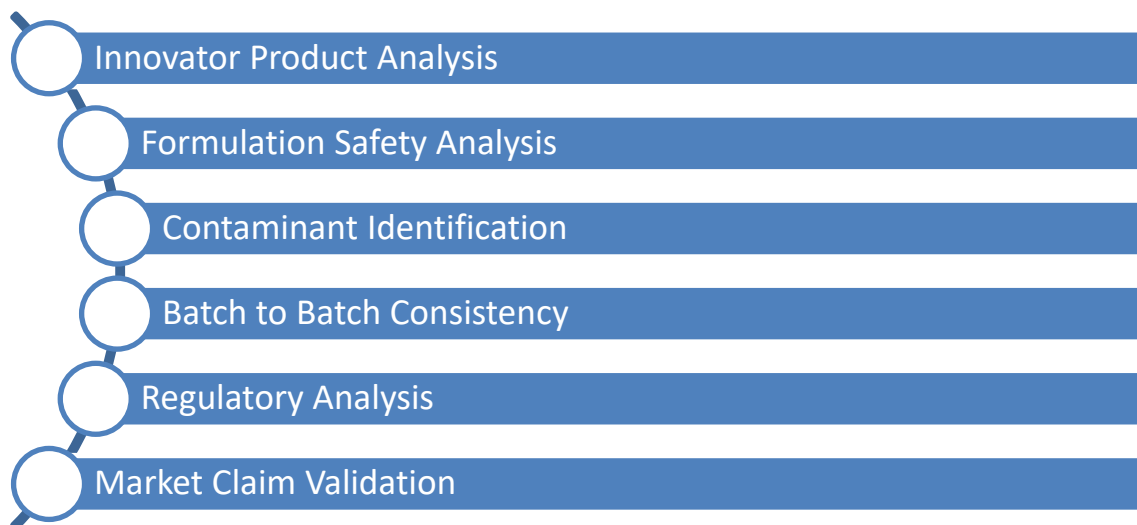 Innovator Product Analysis
Formulation Safety Analysis
Contaminant Identification
Batch to Batch Consistency
Regulatory Analysis
Market Claim Validation